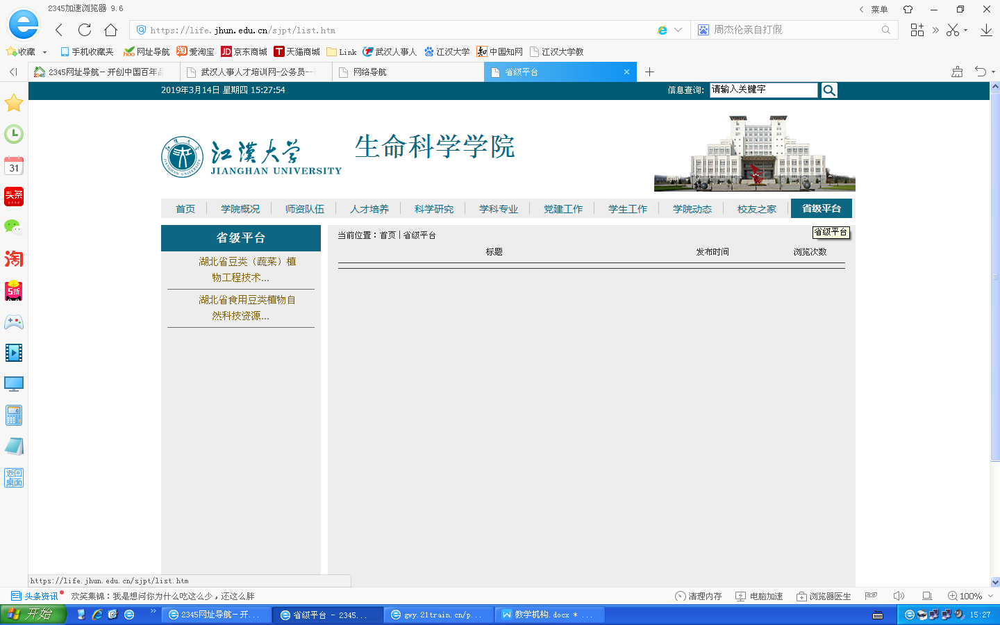 2345加速浏览器 9.6
菜单
https://life.jhun.edu.cn/sjpt/list.htm
周杰伦亲自打假
收藏 手机收藏夹 网址导航 爱淘宝 京东商城 天猫商城 Link 武汉人事人 江汉大学 中国知网 江汉大学教
2345网址导航－开创中国百年品
武汉人事人才培训网-公务员--
网络导航
省级平台
2019年3月14日 星期四 15:27:54
信息查询:
请输入关键字
31
头条
江汉大学
JIANGHAN UNIVERSITY
生命科学学院
首页 学院概况 师资队伍 人才培养 科学研究 学科专业 党建工作 学生工作 学院动态 校友之家 省级平台
省级平台
湖北省豆类（蔬菜）植
物工程技术...
湖北省食用豆类植物自
然科技资源...
当前位置：首页 | 省级平台
省级平台
标题 发布时间 浏览次数
淘
5折
返回
桌面
https://life.jhun.edu.cn/sjpt/list.htm
头条资讯 欢笑集锦：我是想问你为什么吃这么少，还这么胖
清理内存 电脑加速 浏览器医生 100%
开始
2345网址导航－开...
省级平台 - 2345...
gwy.21train.cn/p...
教学机构.docx * ...
15:27